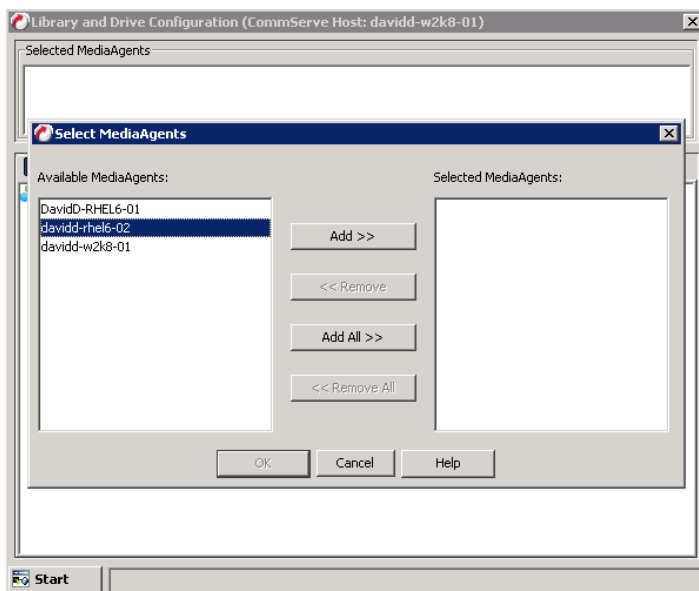 Library and Drive Configuration (CommServe Host: davidd-w2k8-01)
Selected MediaAgents
Select MediaAgents
Available MediaAgents:
Selected MediaAgents:
DavidD-RHEL6-01
davidd-rhel6-02
davidd-w2k8-01
Add >>
<< Remove
Add All >>
<< Remove All
OK
Cancel
Help
Start